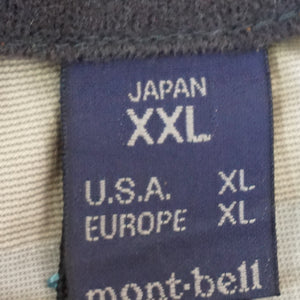 JAPAN
XXL
U.S.A. XL
EUROPE XL
mont-bell